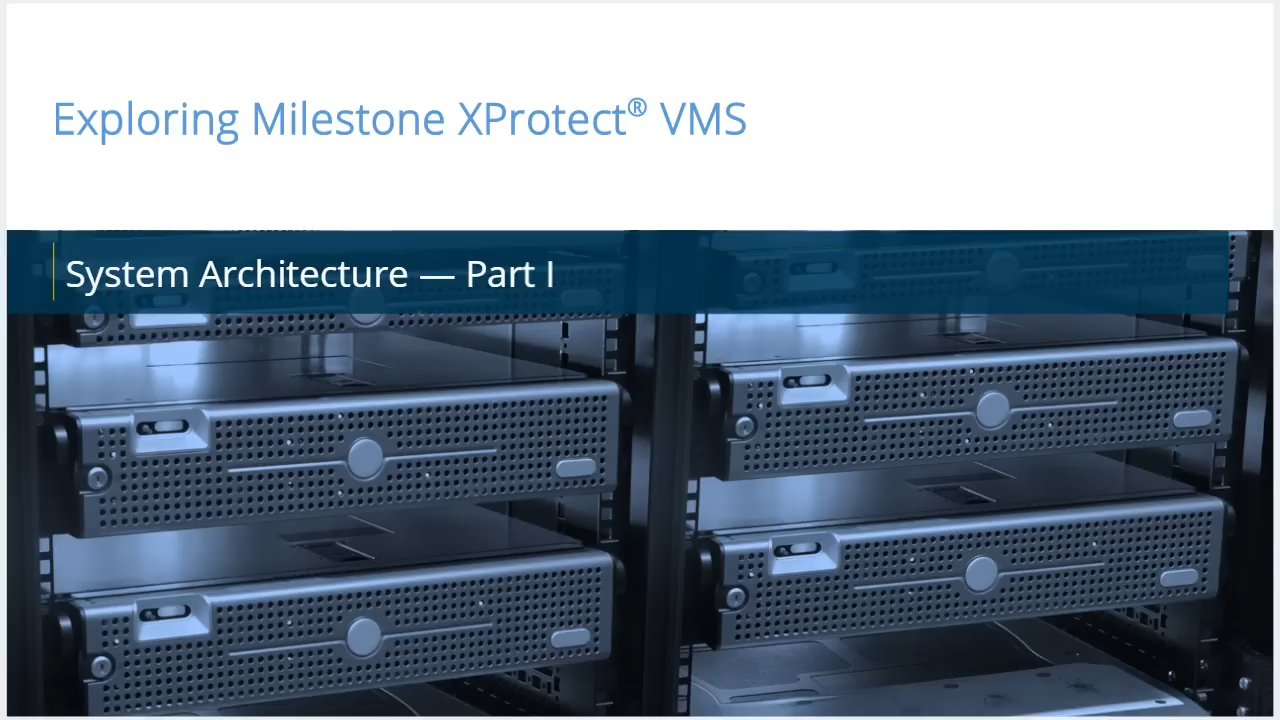 Exploring Milestone XProtect® VMS
System Architecture — Part I